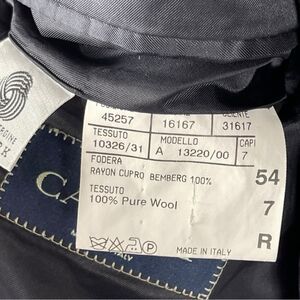 CLIENTE
45257 16167 31617
TESSUTO MODELLO CAPI
10326/31 A 13220/00 7
FODERA
RAYON CUPRO BEMBERG 100%
54
TESSUTO
100% Pure Wool
7
R
MADE IN ITALY